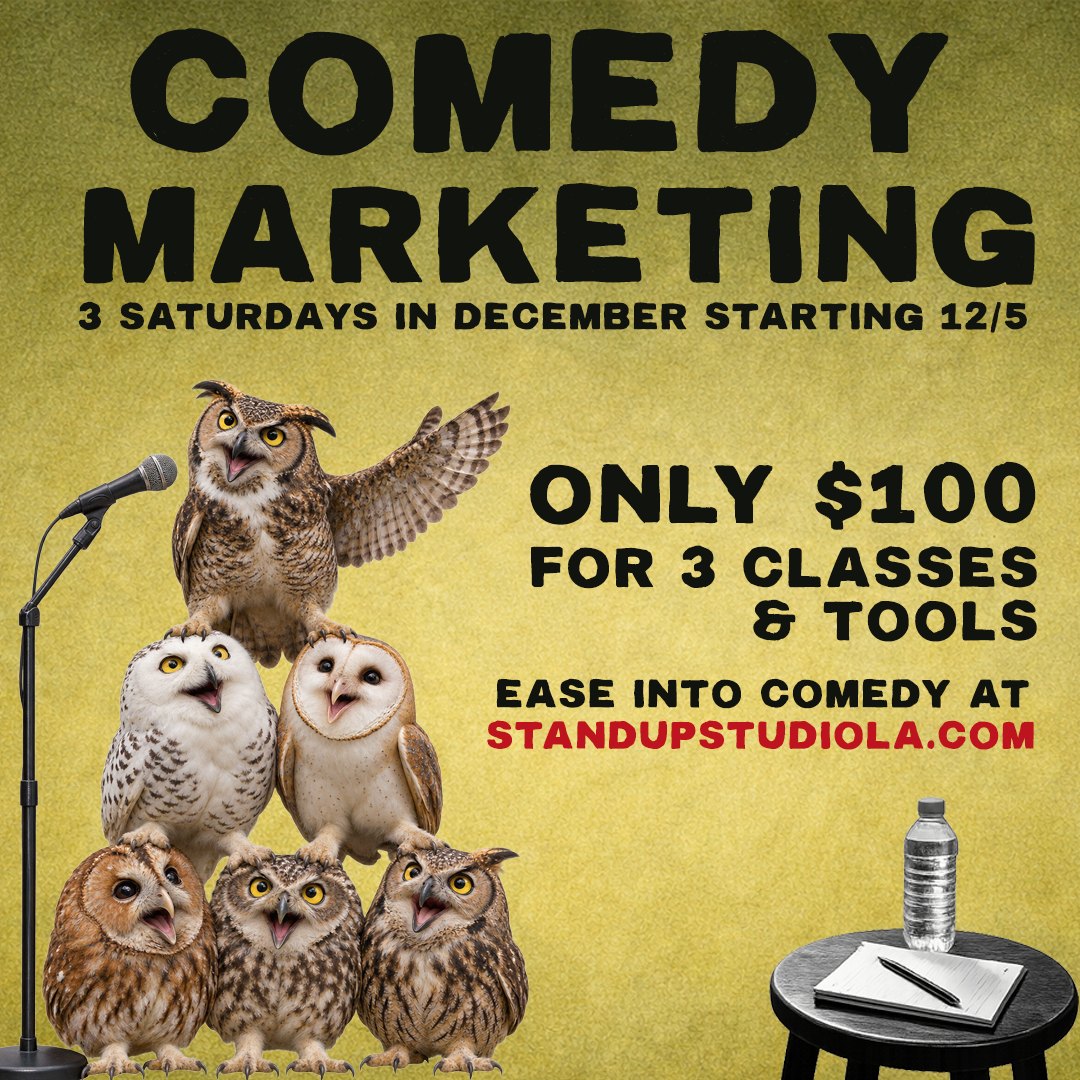 COMEDY
MARKETING
3 SATURDAYS IN DECEMBER STARTING 12/5
ONLY $100
FOR 3 CLASSES
& TOOLS
EASE INTO COMEDY AT
STANDUPSTUDIOLA.COM